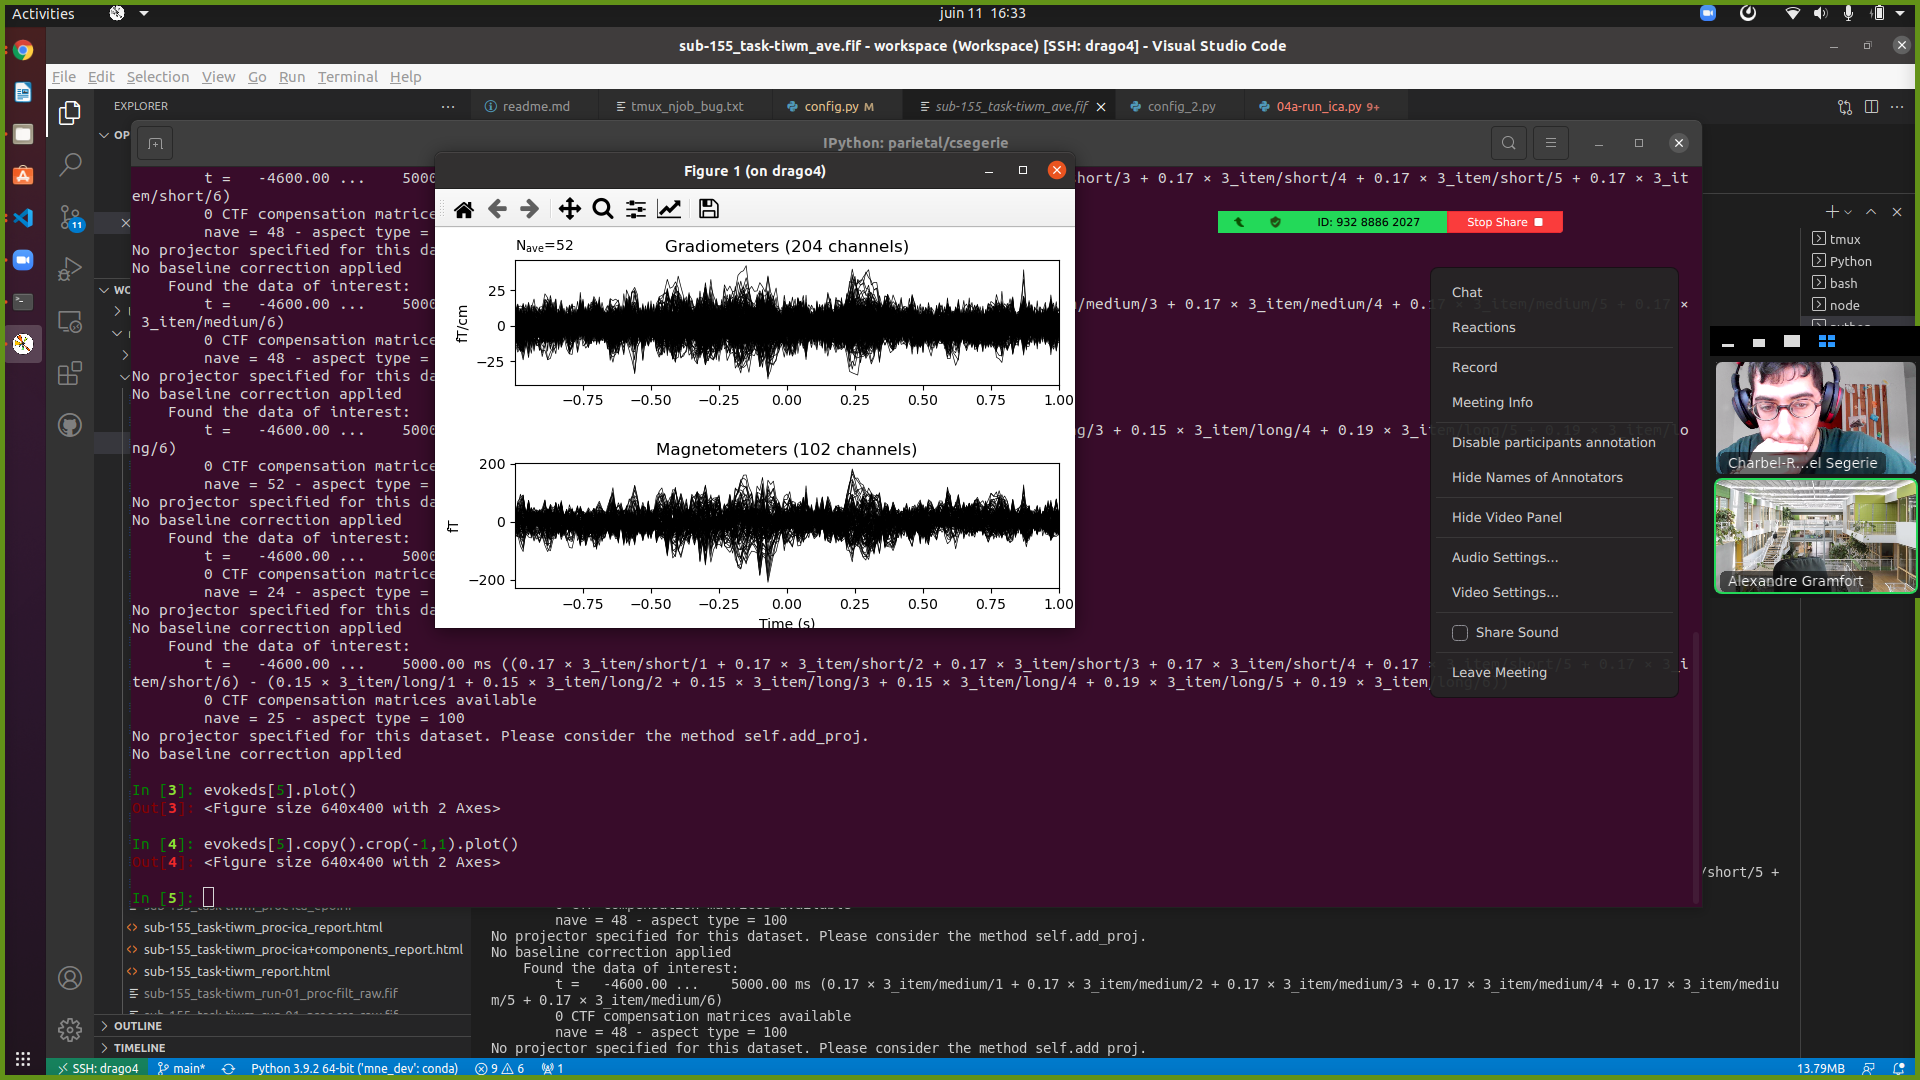 Activities
juin 11 16:33
sub-155_task-tiwm_ave.fif - workspace (Workspace) [SSH: drago4] - Visual Studio Code
File Edit Selection View Go Run Terminal Help
EXPLORER
readme.md
tmux_njob_bug.txt
config.py M
sub-155_task-tiwm_ave.fif
config_2.py
04a-run_ica.py 9+
OP
IPython: parietal/csegerie
Figure 1 (on drago4)
t = -4600.00 ... 5000
hort/3 + 0.17 × 3_item/short/4 + 0.17 × 3_item/short/5 + 0.17 × 3_it
em/short/6)
0 CTF compensation matrice
nave = 48 - aspect type =
No projector specified for this da
No baseline correction applied
Found the data of interest:
t = -4600.00 ... 5000
/medium/3 + 0.17 × 3_item/medium/4 + 0.17 × 3_item/medium/5 + 0.17 ×
3_item/medium/6)
0 CTF compensation matrice
nave = 48 - aspect type =
No projector specified for this da
No baseline correction applied
Found the data of interest:
t = -4600.00 ... 5000
g/3 + 0.15 × 3_item/long/4 + 0.19 × 3_item/long/5 + 0.19 × 3_item/lo
ng/6)
0 CTF compensation matrice
nave = 52 - aspect type =
No projector specified for this da
No baseline correction applied
Found the data of interest:
t = -4600.00 ... 5000
0 CTF compensation matrice
nave = 24 - aspect type =
No projector specified for this da
No baseline correction applied
Found the data of interest:
t = -4600.00 ... 5000.00 ms ((0.17 × 3_item/short/1 + 0.17 × 3_item/short/2 + 0.17 × 3_item/short/3 + 0.17 × 3_item/short/4 + 0.17 × 3_item/short/5 + 0.17 × 3_i
tem/short/6) - (0.15 × 3_item/long/1 + 0.15 × 3_item/long/2 + 0.15 × 3_item/long/3 + 0.15 × 3_item/long/4 + 0.19 × 3_item/long/5 + 0.19 × 3_item/long/6))
0 CTF compensation matrices available
nave = 25 - aspect type = 100
No projector specified for this dataset. Please consider the method self.add_proj.
No baseline correction applied
In [3]: evokeds[5].plot()
Out[3]: <Figure size 640x400 with 2 Axes>
In [4]: evokeds[5].copy().crop(-1,1).plot()
Out[4]: <Figure size 640x400 with 2 Axes>
In [5]:
Nave=52
Gradiometers (204 channels)
25
0
−25
fT/cm
−0.75 −0.50 −0.25 0.00 0.25 0.50 0.75 1.00
Magnetometers (102 channels)
200
0
−200
fT
−0.75 −0.50 −0.25 0.00 0.25 0.50 0.75 1.00
Time (s)
ID: 932 8886 2027
Stop Share
Chat
Reactions
Record
Meeting Info
Disable participants annotation
Hide Names of Annotators
Hide Video Panel
Audio Settings...
Video Settings...
Share Sound
Leave Meeting
tmux
Python
bash
node
Charbel-R...el Segerie
Alexandre Gramfort
WO
11
/short/5 +
sub-155_task-tiwm_proc-ica_report.html
sub-155_task-tiwm_proc-ica+components_report.html
sub-155_task-tiwm_report.html
sub-155_task-tiwm_run-01_proc-filt_raw.fif
OUTLINE
TIMELINE
nave = 48 - aspect type = 100
No projector specified for this dataset. Please consider the method self.add_proj.
No baseline correction applied
Found the data of interest:
t = -4600.00 ... 5000.00 ms (0.17 × 3_item/medium/1 + 0.17 × 3_item/medium/2 + 0.17 × 3_item/medium/3 + 0.17 × 3_item/medium/4 + 0.17 × 3_item/mediu
m/5 + 0.17 × 3_item/medium/6)
0 CTF compensation matrices available
nave = 48 - aspect type = 100
No projector specified for this dataset. Please consider the method self.add proj.
SSH: drago4
main*
Python 3.9.2 64-bit ('mne_dev': conda)
9
6
1
13.79MB